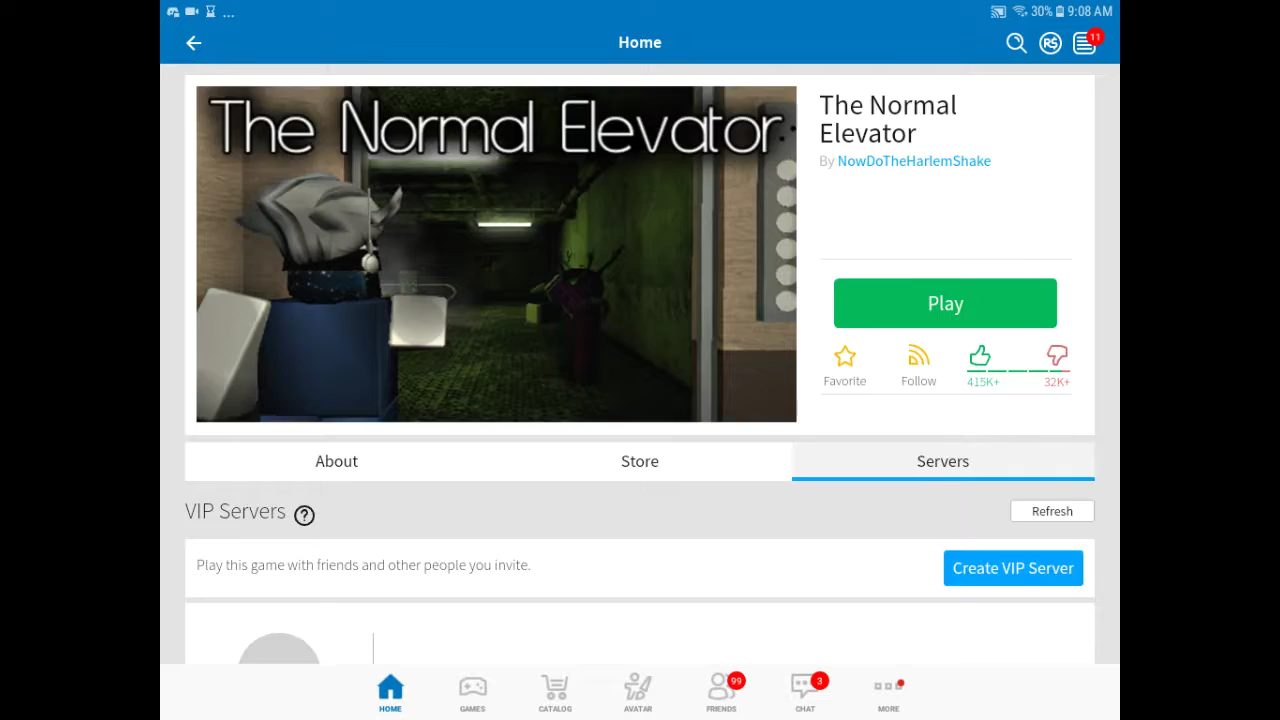 ... 30% 9:08 AM
Home
R$
11
The Normal Elevator
The Normal
Elevator
By NowDoTheHarlemShake
Play
Favorite Follow 415K+ 32K+
About Store Servers
VIP Servers ? Refresh
Play this game with friends and other people you invite. Create VIP Server
99 3
HOME GAMES CATALOG AVATAR FRIENDS CHAT MORE